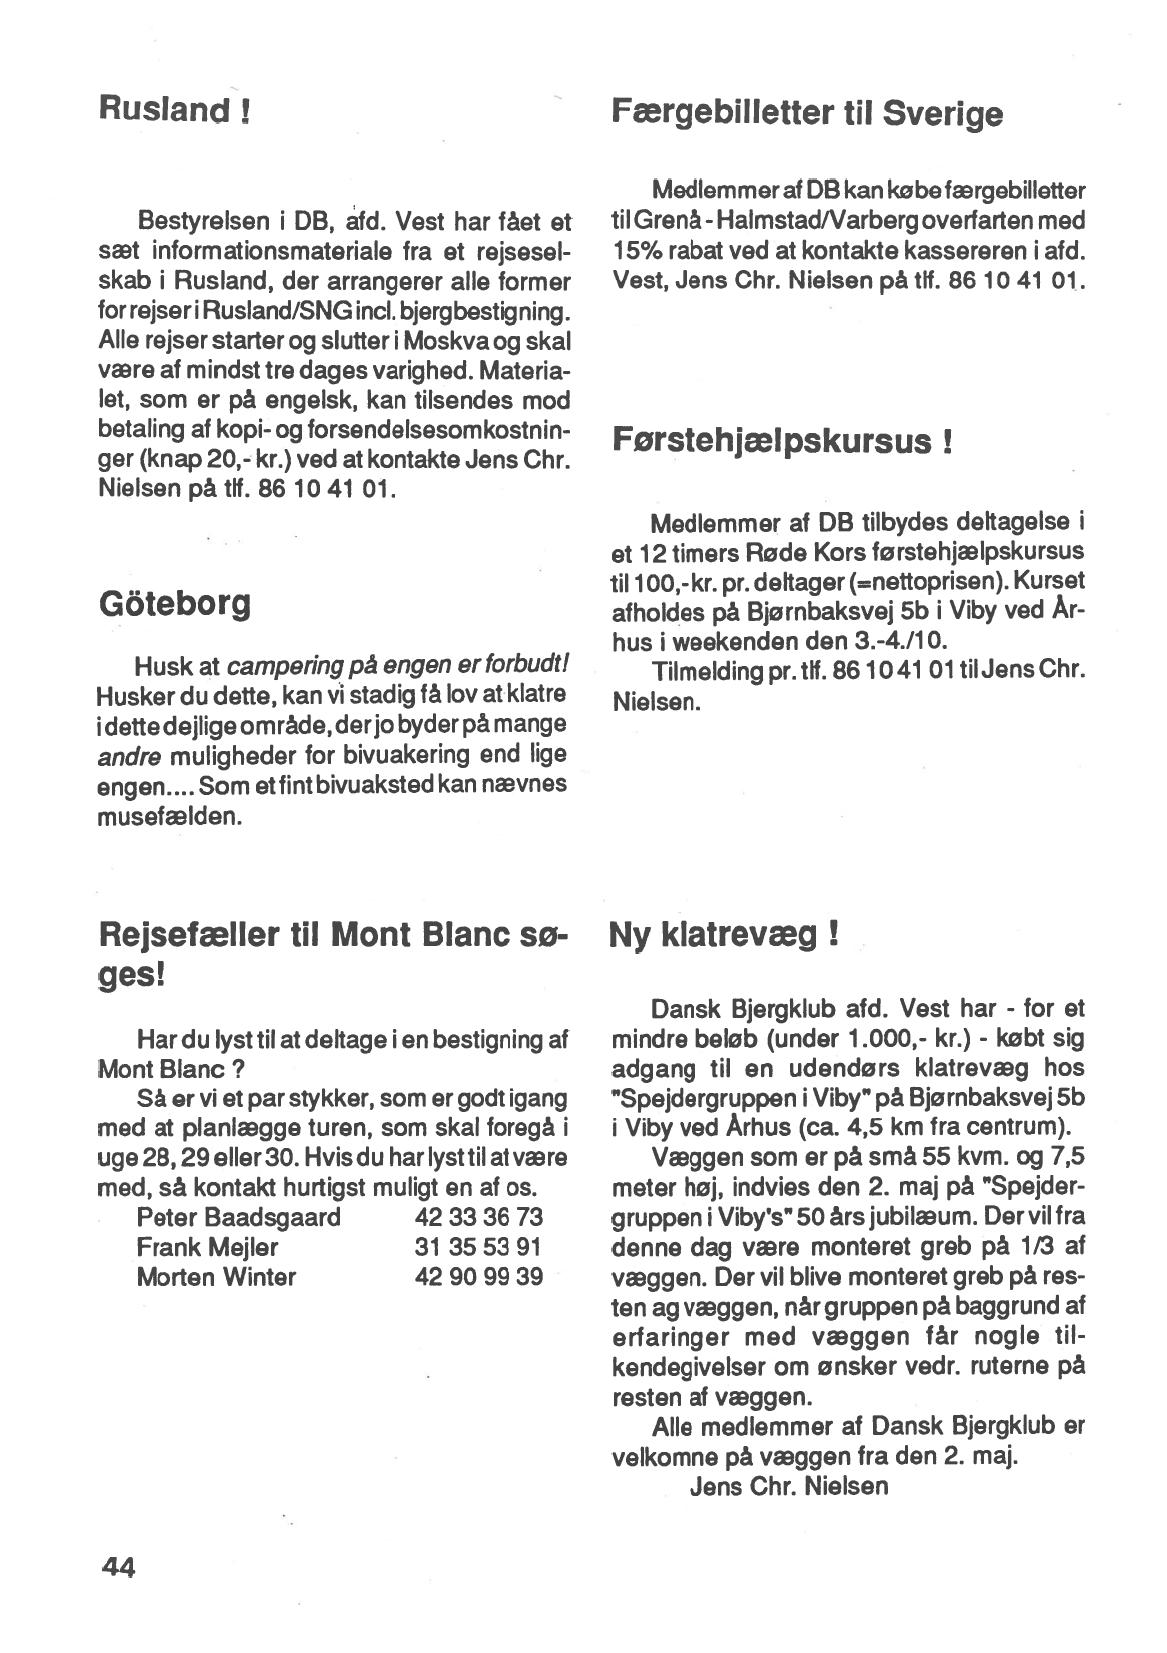 Rusland !
Bestyrelsen i DB, afd. Vest har fået et
sæt informationsmateriale fra et rejsesel-
skab i Rusland, der arrangerer alle former
for rejser i Rusland/SNG incl. bjergbestigning.
Alle rejser starter og slutter i Moskva og skal
være af mindst tre dages varighed. Materia-
let, som er på engelsk, kan tilsendes mod
betaling af kopi- og forsendelsesomkostnin-
ger (knap 20,- kr.) ved at kontakte Jens Chr.
Nielsen på tlf. 86 10 41 01.
Göteborg
Husk at campering på engen er forbudt!
Husker du dette, kan vi stadig få lov at klatre
i dette dejlige område, der jo byder på mange
andre muligheder for bivuakering end lige
engen.... Som et fint bivuaksted kan nævnes
musefælden.
Rejsefæller til Mont Blanc sø-
ges!
Har du lyst til at deltage i en bestigning af
Mont Blanc ?
Så er vi et par stykker, som er godt igang
med at planlægge turen, som skal foregå i
uge 28, 29 eller 30. Hvis du har lyst til at være
med, så kontakt hurtigst muligt en af os.
Peter Baadsgaard 42 33 36 73
Frank Mejler 31 35 53 91
Morten Winter 42 90 99 39
Færgebilletter til Sverige
Medlemmer af DB kan købe færgebilletter
til Grenå - Halmstad/Varberg overfarten med
15% rabat ved at kontakte kassereren i afd.
Vest, Jens Chr. Nielsen på tlf. 86 10 41 01.
Førstehjælpskursus !
Medlemmer af DB tilbydes deltagelse i
et 12 timers Røde Kors førstehjælpskursus
til 100,- kr. pr. deltager (=nettoprisen). Kurset
afholdes på Bjørnbaksvej 5b i Viby ved År-
hus i weekenden den 3.-4./10.
Tilmelding pr. tlf. 86 10 41 01 til Jens Chr.
Nielsen.
Ny klatrevæg !
Dansk Bjergklub afd. Vest har - for et
mindre beløb (under 1.000,- kr.) - købt sig
adgang til en udendørs klatrevæg hos
"Spejdergruppen i Viby" på Bjørnbaksvej 5b
i Viby ved Århus (ca. 4,5 km fra centrum).
Væggen som er på små 55 kvm. og 7,5
meter høj, indvies den 2. maj på "Spejder-
gruppen i Viby's" 50 års jubilæum. Der vil fra
denne dag være monteret greb på 1/3 af
væggen. Der vil blive monteret greb på res-
ten ag væggen, når gruppen på baggrund af
erfaringer med væggen får nogle til-
kendegivelser om ønsker vedr. ruterne på
resten af væggen.
Alle medlemmer af Dansk Bjergklub er
velkomne på væggen fra den 2. maj.
Jens Chr. Nielsen
44